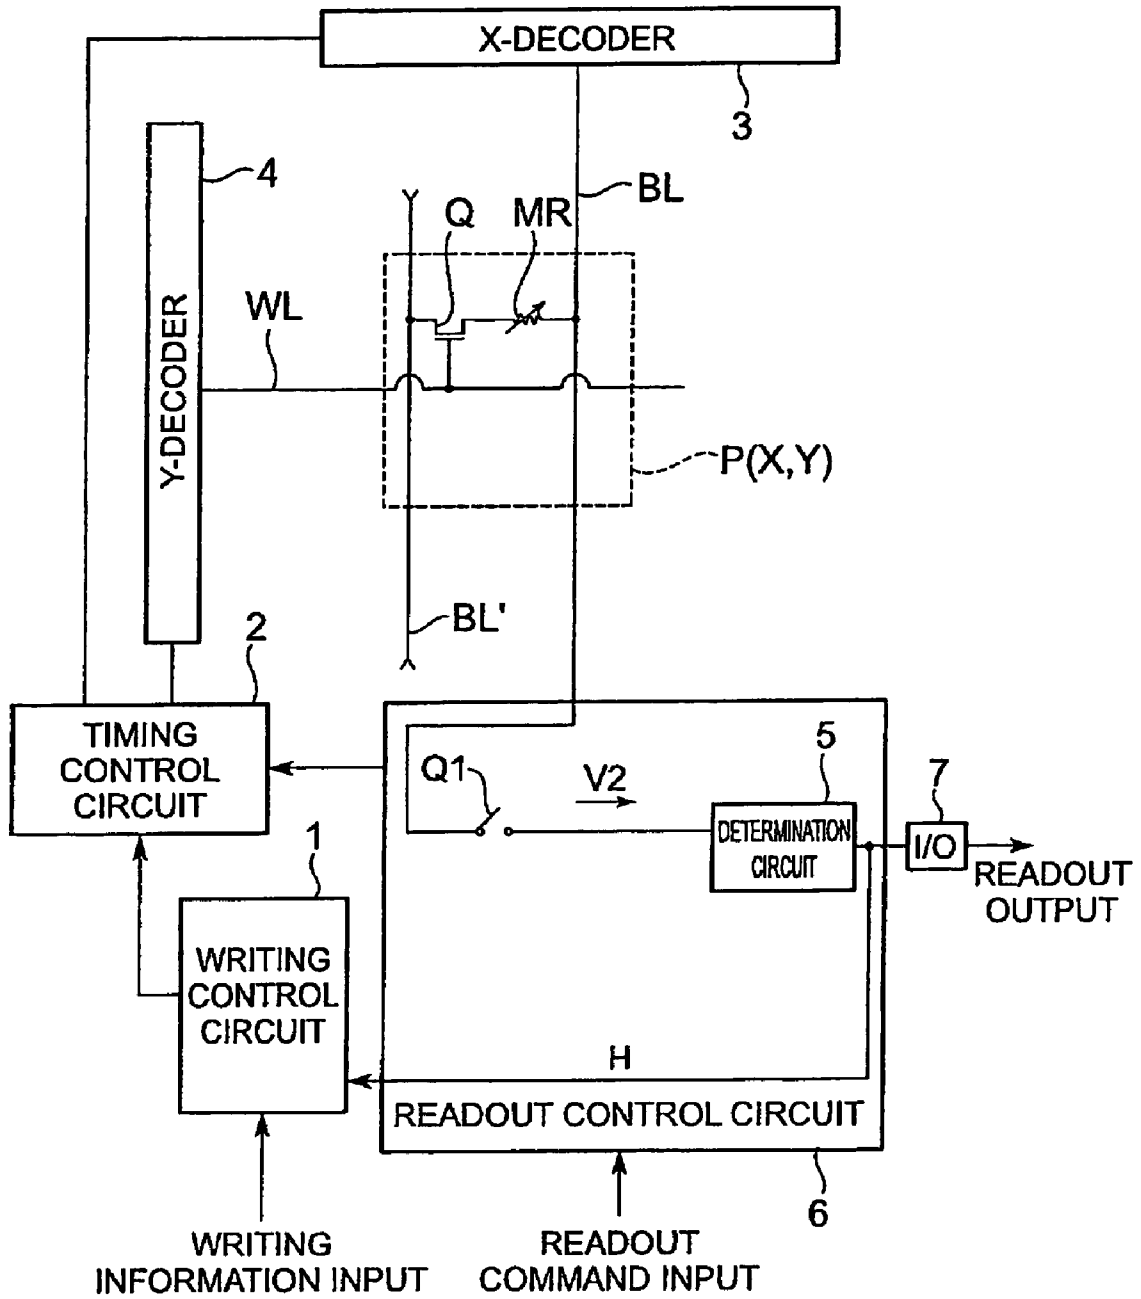 X-DECODER
3
4
BL
Q
MR
WL
Y-DECODER
P(X,Y)
BL'
2
TIMING
CONTROL
CIRCUIT
Q1
V2
5
7
DETERMINATION
CIRCUIT
I/O
READOUT
OUTPUT
1
WRITING
CONTROL
CIRCUIT
H
READOUT CONTROL CIRCUIT
6
WRITING
INFORMATION INPUT
READOUT
COMMAND INPUT